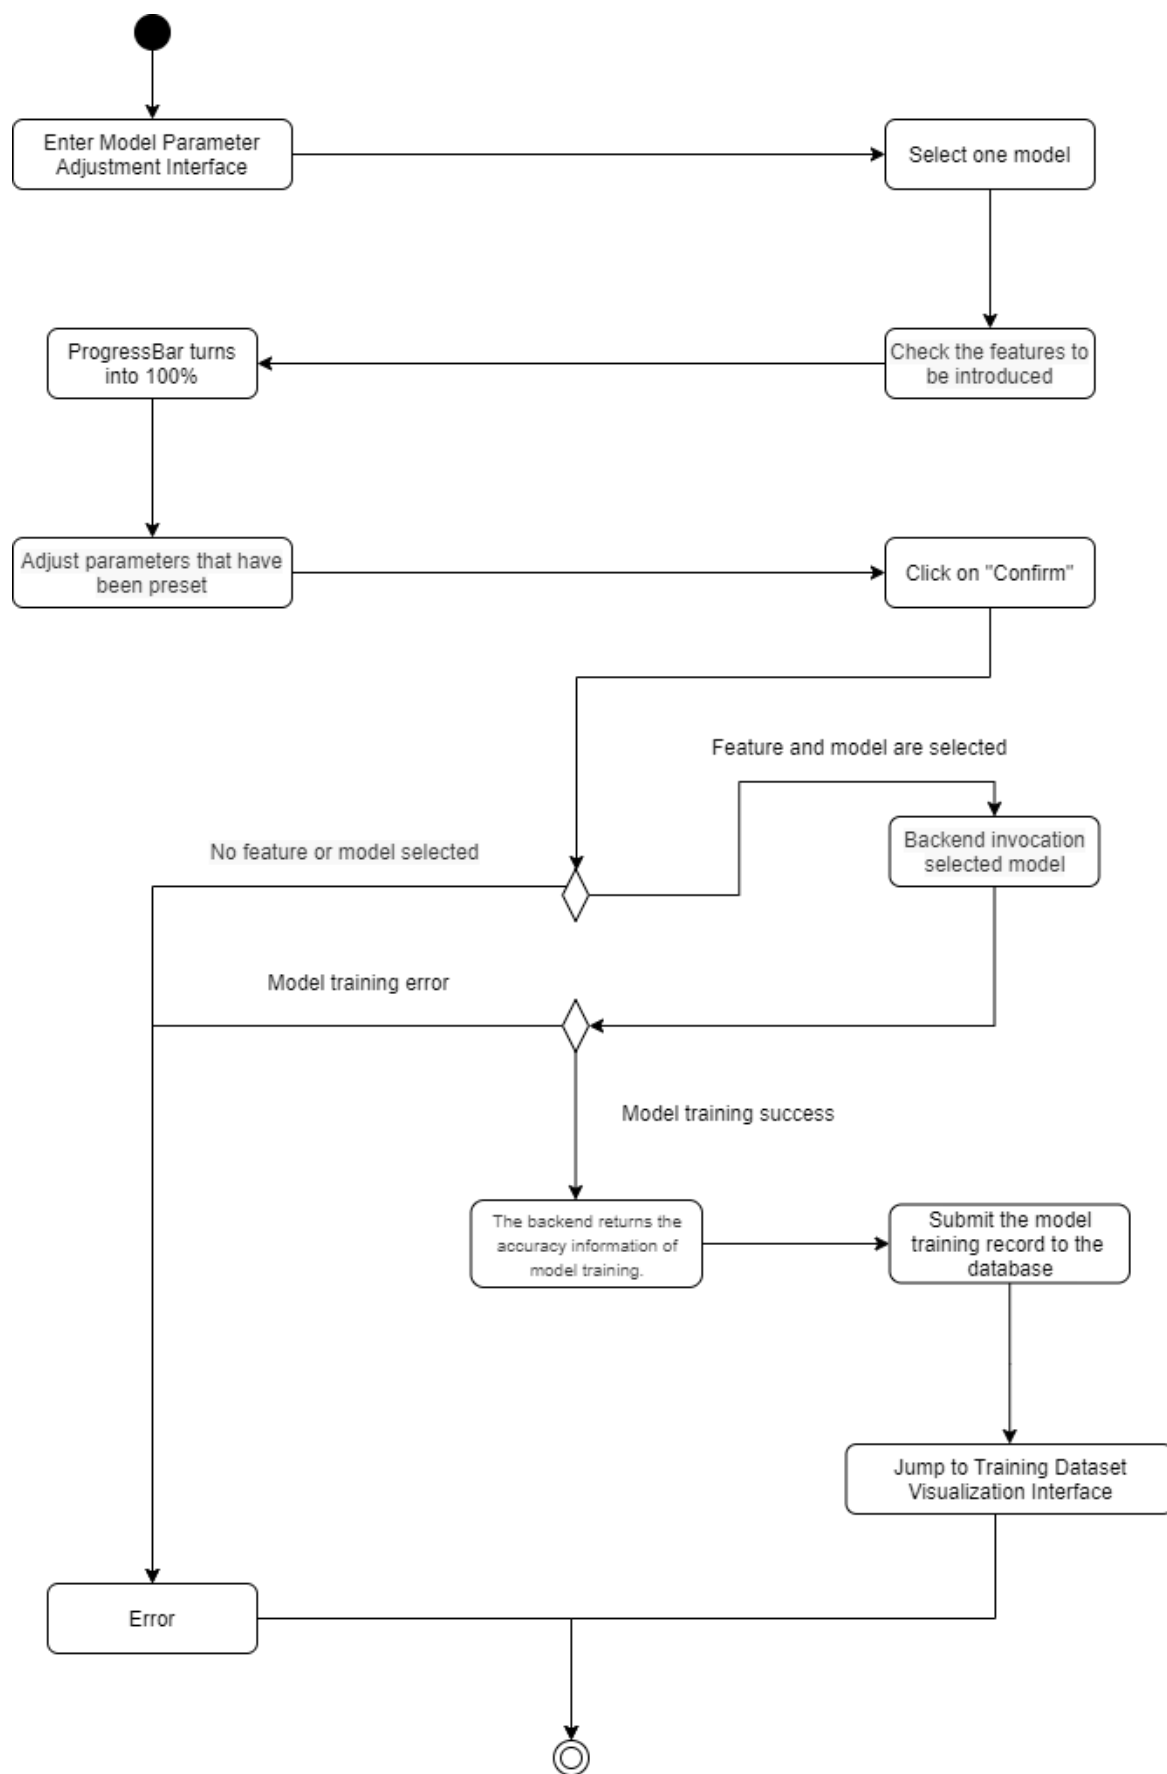 Enter Model Parameter
Adjustment Interface
Select one model
ProgressBar turns
into 100%
Check the features to
be introduced
Adjust parameters that have
been preset
Click on "Confirm"
Feature and model are selected
No feature or model selected
Backend invocation
selected model
Model training error
Model training success
The backend returns the
accuracy information of
model training.
Submit the model
training record to the
database
Jump to Training Dataset
Visualization Interface
Error